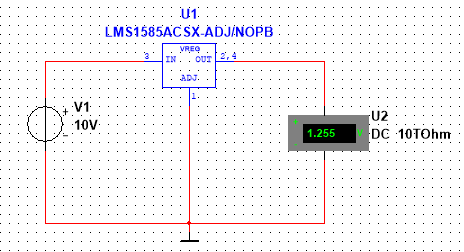 U1
LMS1585ACSX-ADJ/NOPB
VREG
3 IN OUT 2,4
ADJ
1
V1
10V
+
-
U2
DC 10TOhm
+ 1.255 V
-